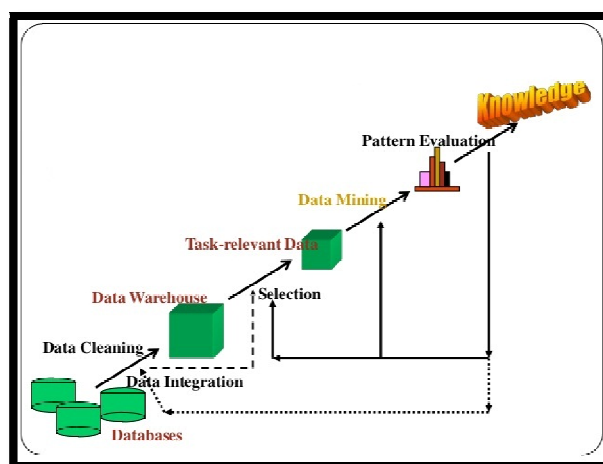 Knowledge
Pattern Evaluation
Data Mining
Task-relevant Data
Data Warehouse
Selection
Data Cleaning
Data Integration
Databases